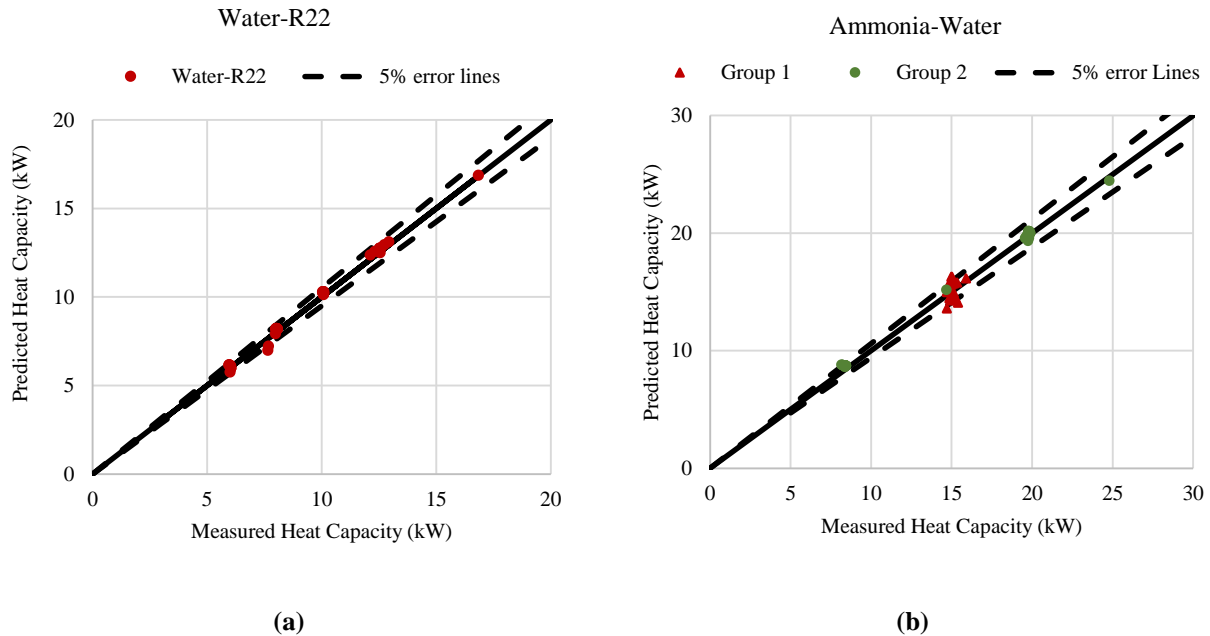 Water-R22
Water-R22 5% error lines
20
15
10
5
0
0 5 10 15 20
Predicted Heat Capacity (kW)
Measured Heat Capacity (kW)
(a)
Ammonia-Water
Group 1 Group 2 5% error Lines
30
20
10
0
0 5 10 15 20 25 30
Predicted Heat Capacity (kW)
Measured Heat Capacity (kW)
(b)